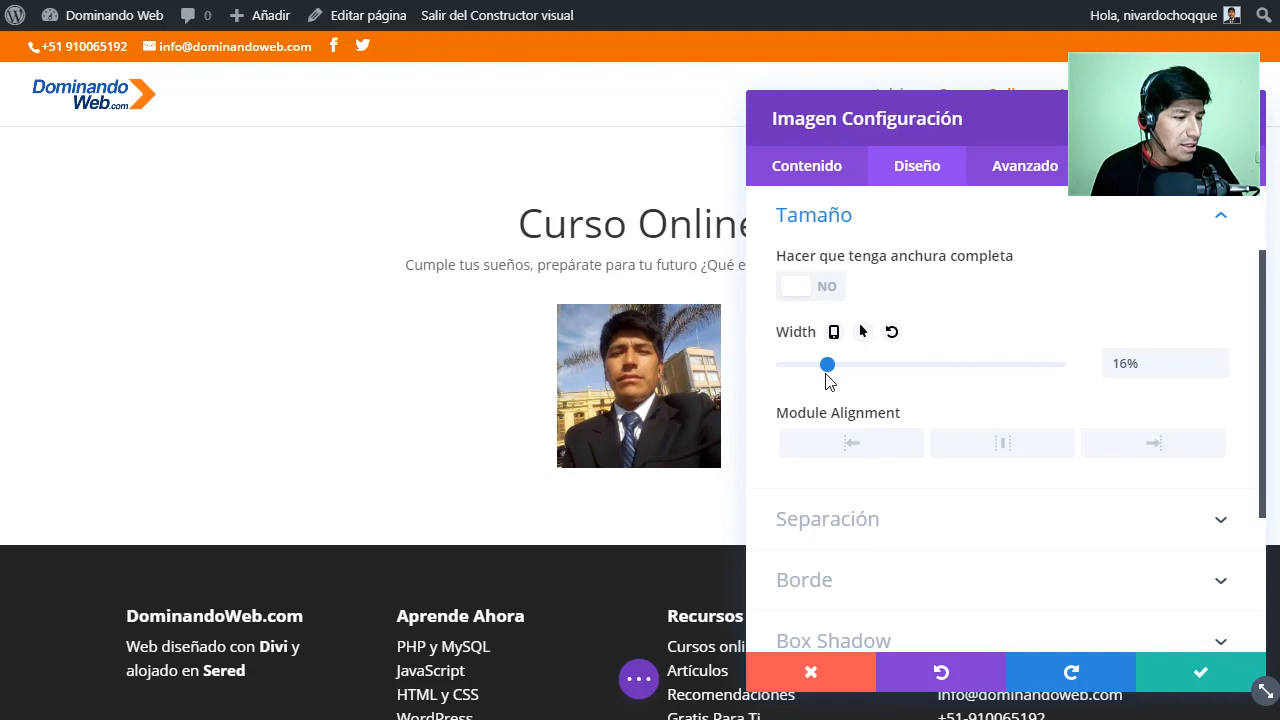 Dominando Web
0
Añadir
Editar página
Salir del Constructor visual
Hola, nivardochoqque
+51 910065192
info@dominandoweb.com
Dominando
Web.com
Imagen Configuración
Contenido
Diseño
Avanzado
Curso Online
Cumple tus sueños, prepárate para tu futuro ¿Qué e
Tamaño
Hacer que tenga anchura completa
NO
Width
16%
Module Alignment
Separación
Borde
Box Shadow
DominandoWeb.com
Web diseñado con Divi y
alojado en Sered
Aprende Ahora
PHP y MySQL
JavaScript
HTML y CSS
WordPress
Recursos
Cursos onli
Artículos
Recomendaciones
Gratis Para Ti
info@dominandoweb.com
+51-910065192